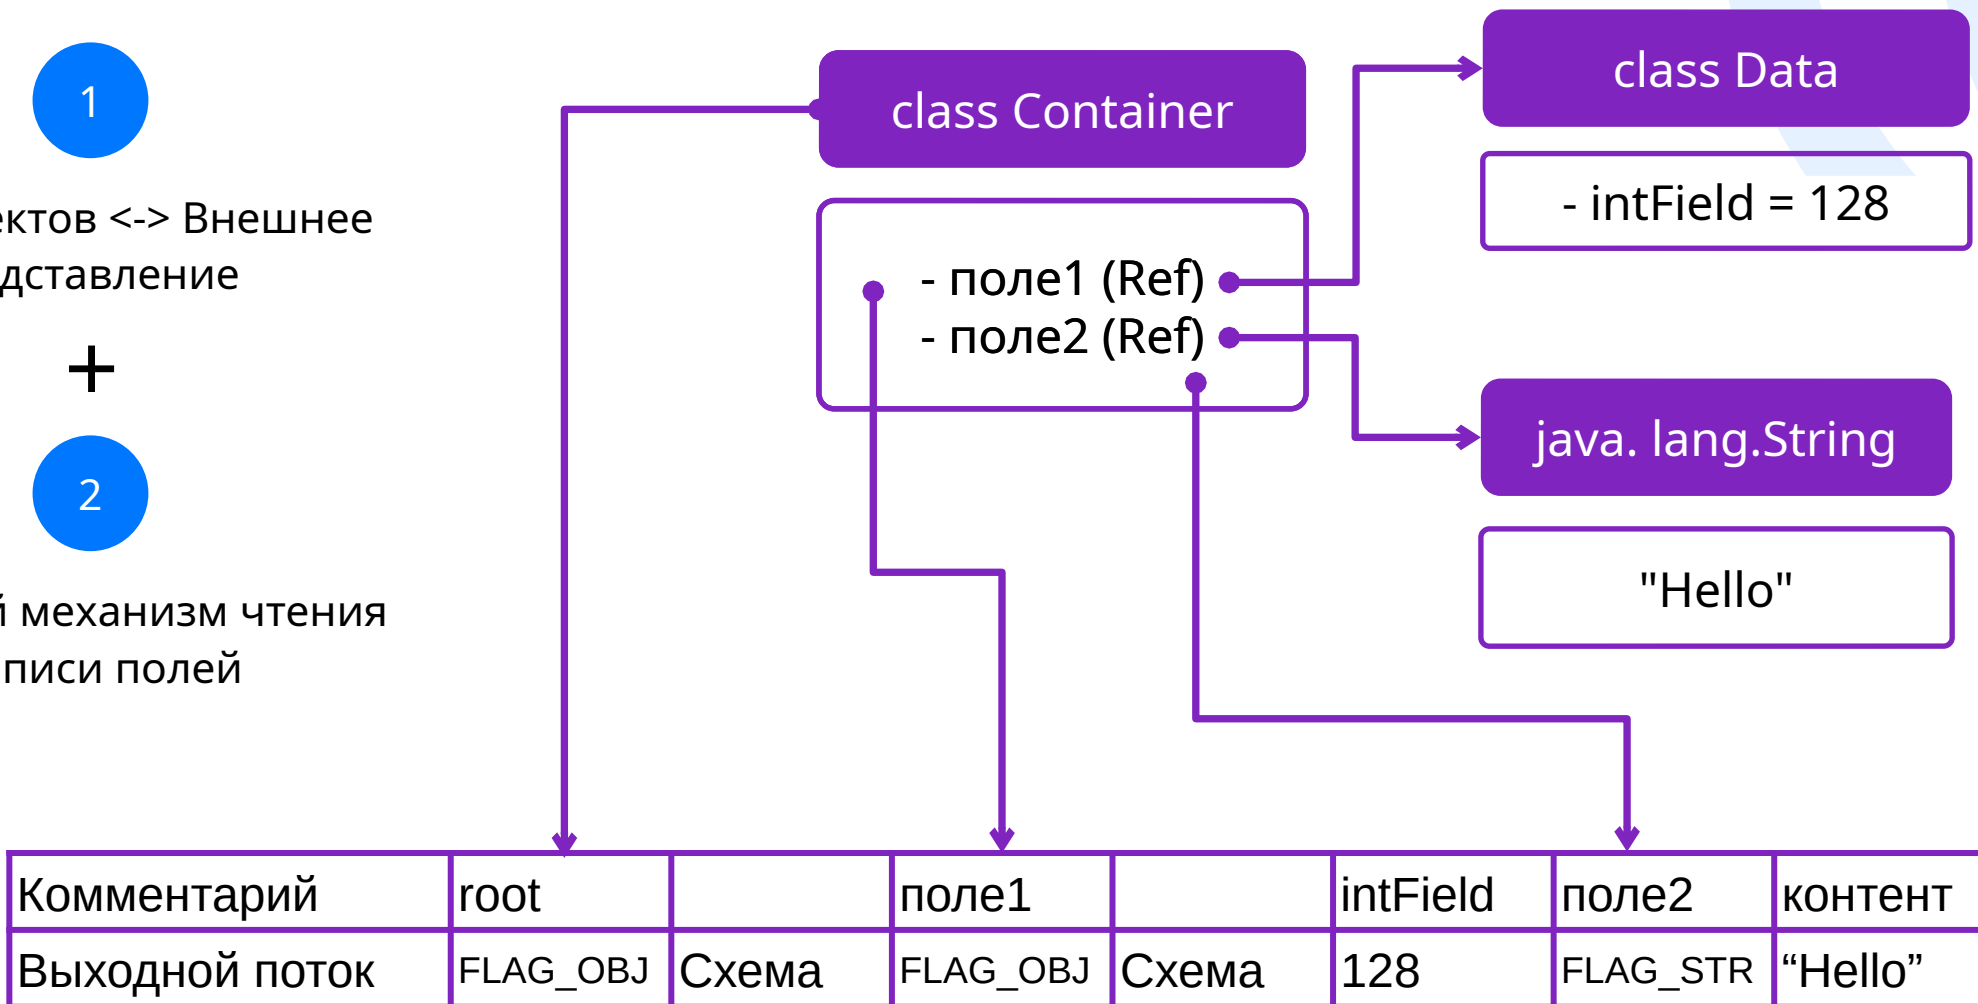 1
ектов <-> Внешнее
дставление
+
2
й механизм чтения
писи полей
class Container
- поле1 (Ref)
- поле2 (Ref)
class Data
- intField = 128
java. lang.String
"Hello"
Комментарий root поле1 intField поле2 контент
Выходной поток FLAG_OBJ Схема FLAG_OBJ Схема 128 FLAG_STR “Hello”